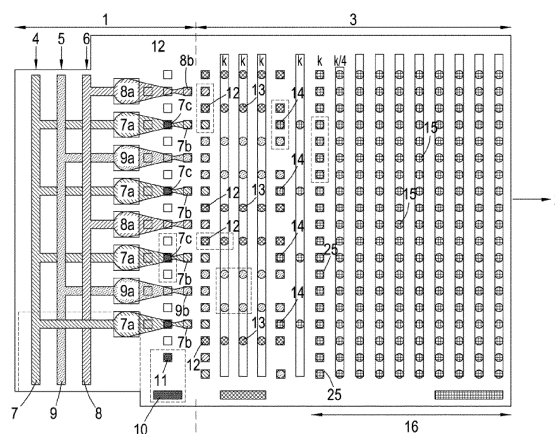 1 3
4 5 6 12 8b k k k k k k/4
8a 7c 12 13 14
7a 7b 15
9a 7c
7a 7b 12 13 14 15
8a 12
7c
7a 7b 14
9a 9b 25
7a 7b 13 14
11 12
7 9 8 10 25 16